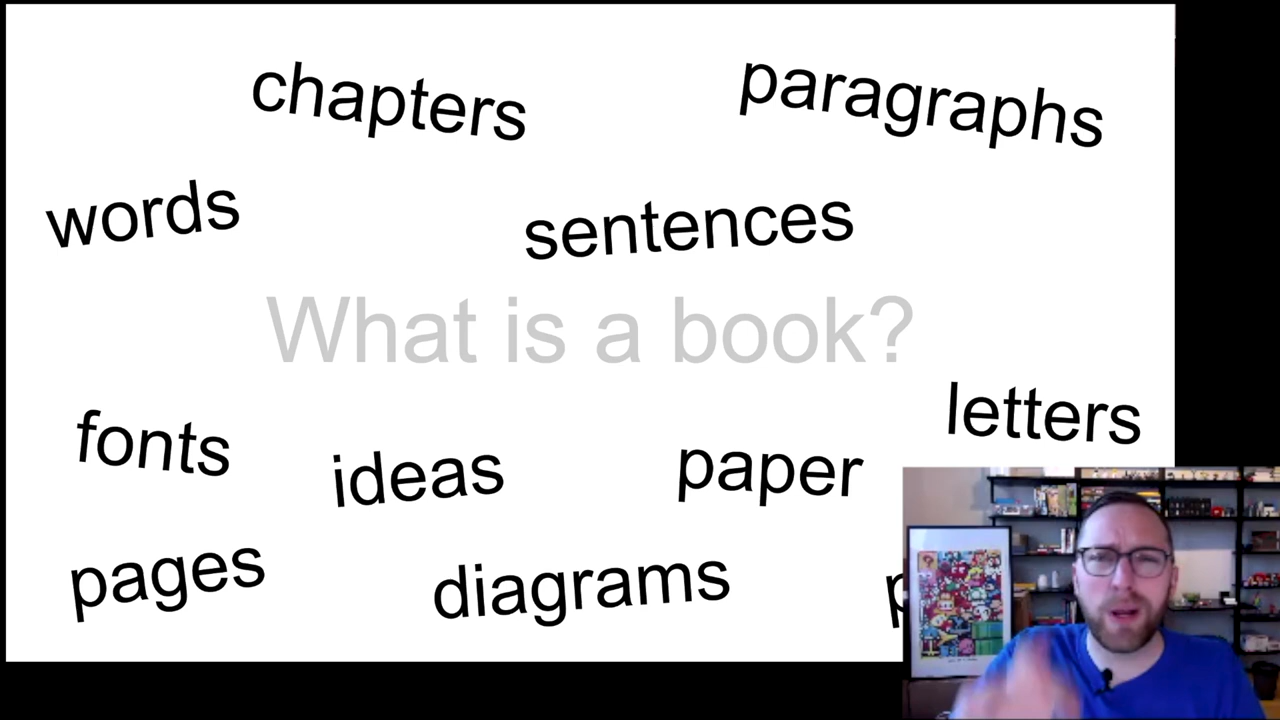 chapters
paragraphs
words
sentences
What is a book?
letters
fonts
ideas
paper
pages
diagrams